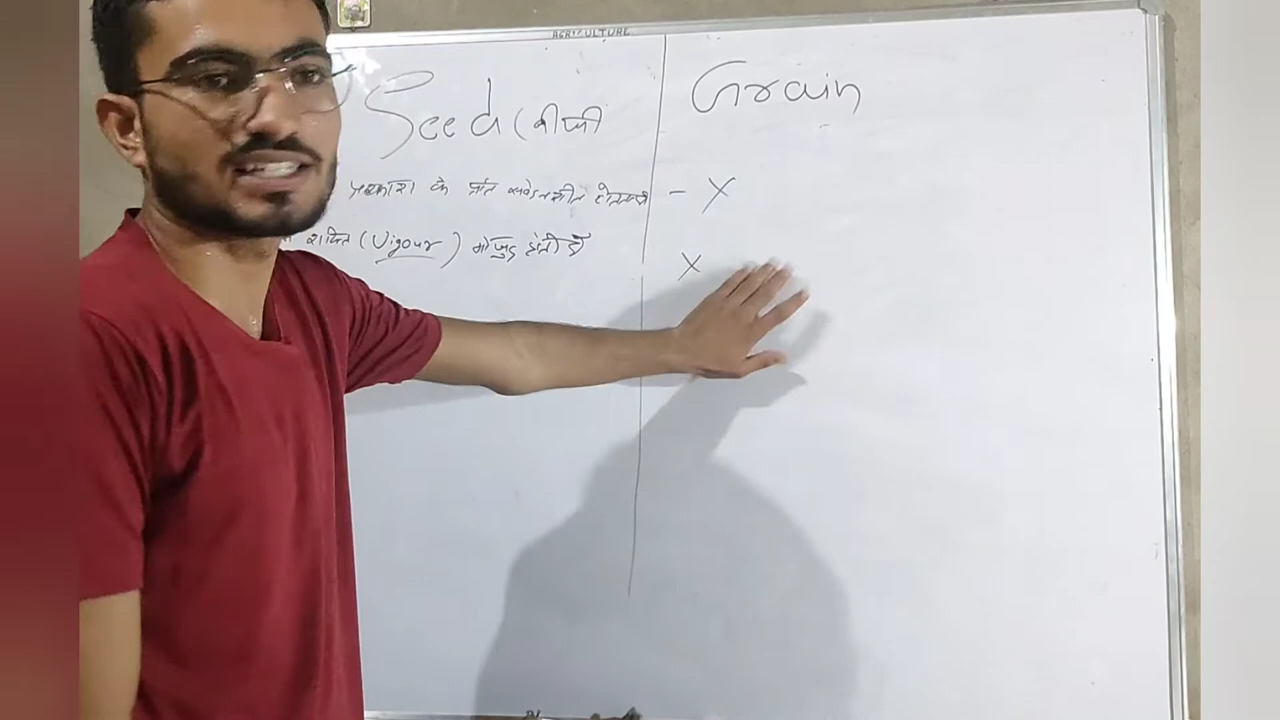 AGRICULTURE
Seed (बीज)
Grain
प्रकाश के प्रति संवेदनशील होता है
- X
शक्ति (Vigour) मौजूद होती है
X